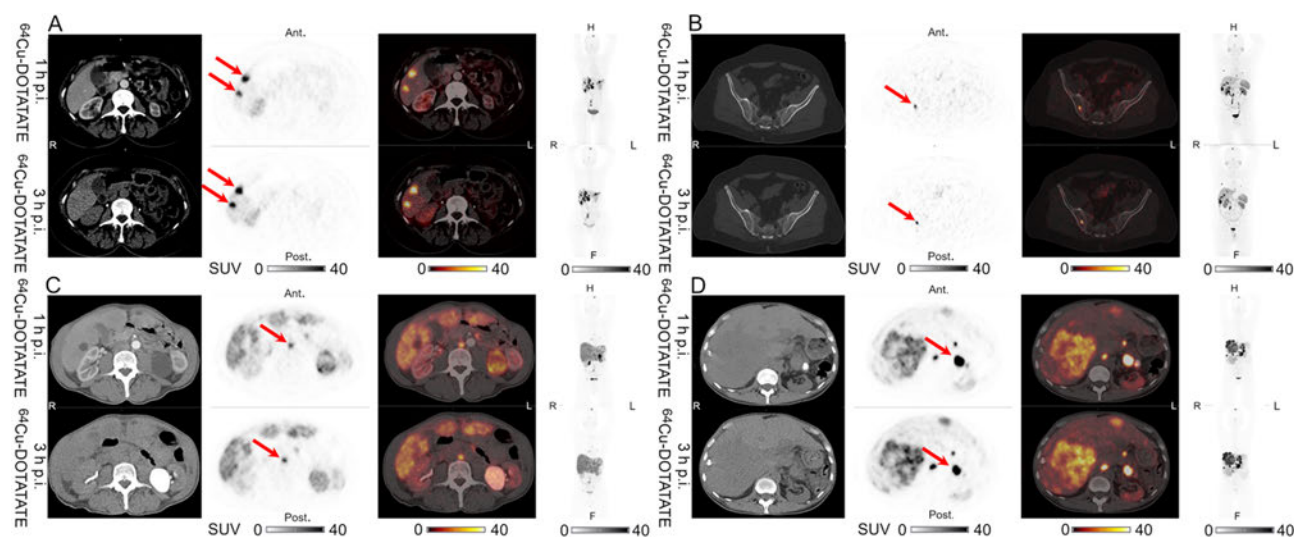 A
B
Ant.
H
Ant.
H
64Cu-DOTATATE
1 h p.i.
64Cu-DOTATATE
1 h p.i.
R
L
R
L
R
L
R
L
64Cu-DOTATATE
3 h p.i.
64Cu-DOTATATE
3 h p.i.
Post.
F
Post.
F
SUV 0 40 0 40 0 40
SUV 0 40 0 40 0 40
C
D
Ant.
H
Ant.
H
64Cu-DOTATATE
1 h p.i.
64Cu-DOTATATE
1 h p.i.
R
L
R
L
R
L
R
L
64Cu-DOTATATE
3 h p.i.
64Cu-DOTATATE
3 h p.i.
Post.
F
Post.
F
SUV 0 40 0 40 0 40
SUV 0 40 0 40 0 40